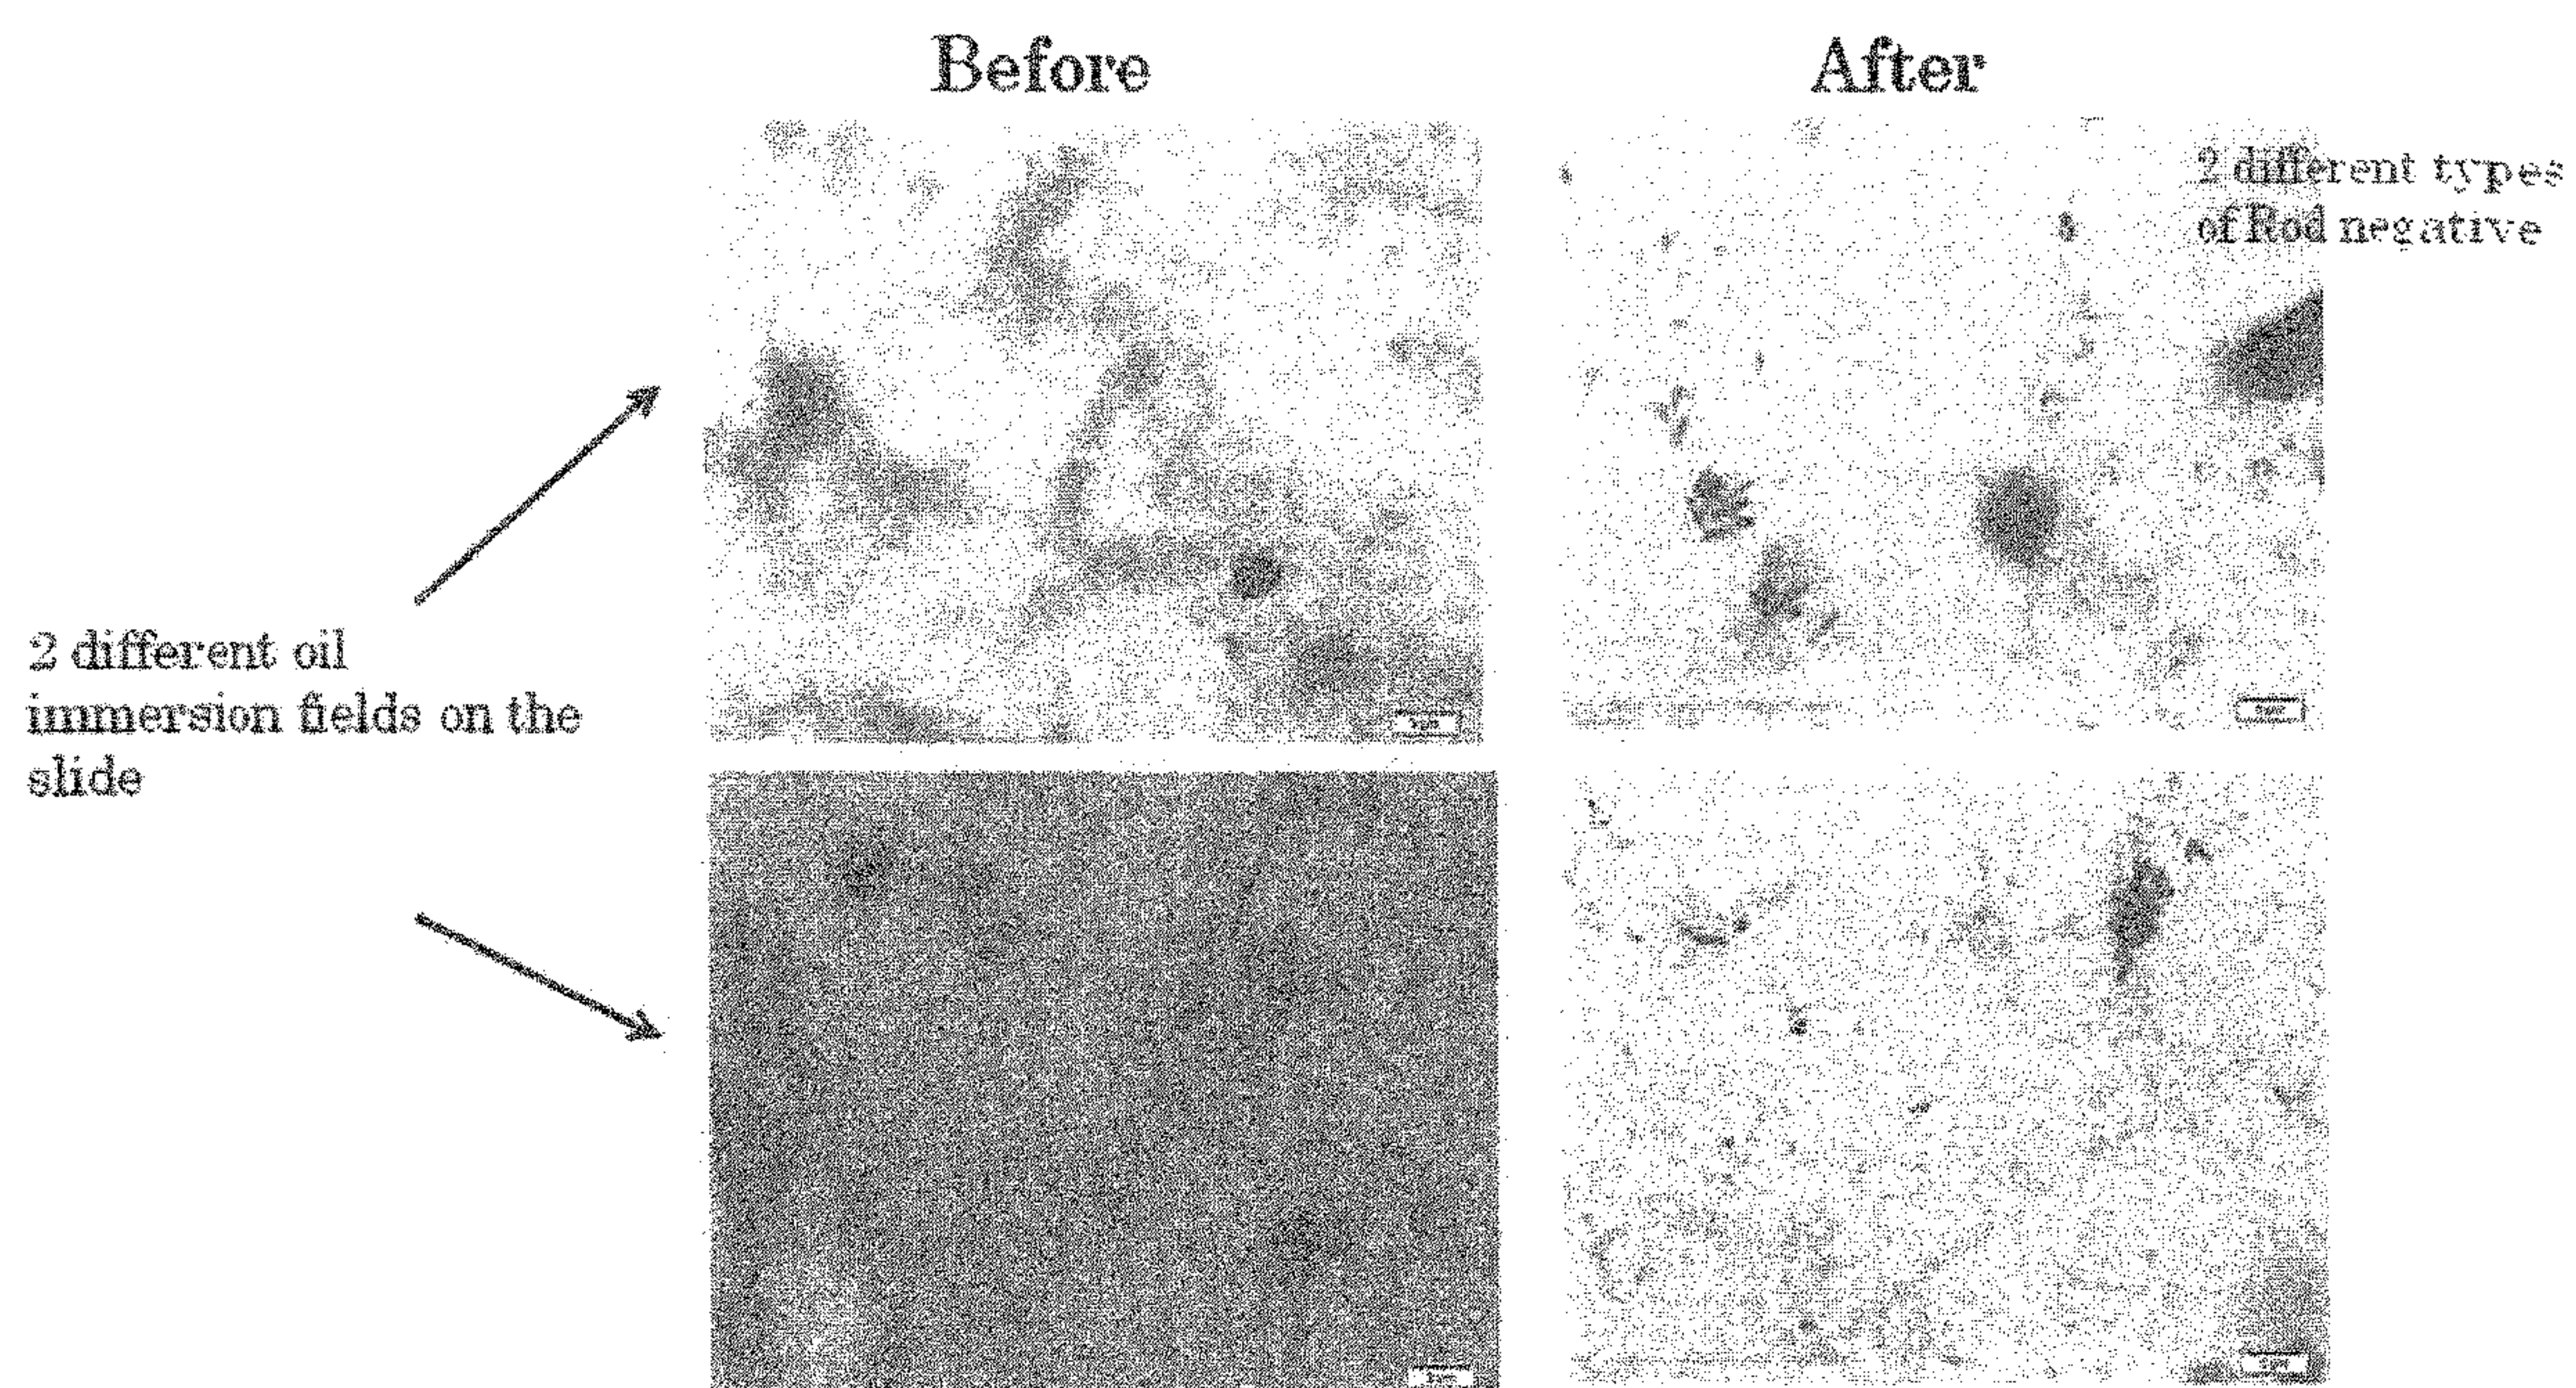 Before
After
2 different types
of Rod negative
2 different oil
immersion fields on the
slide